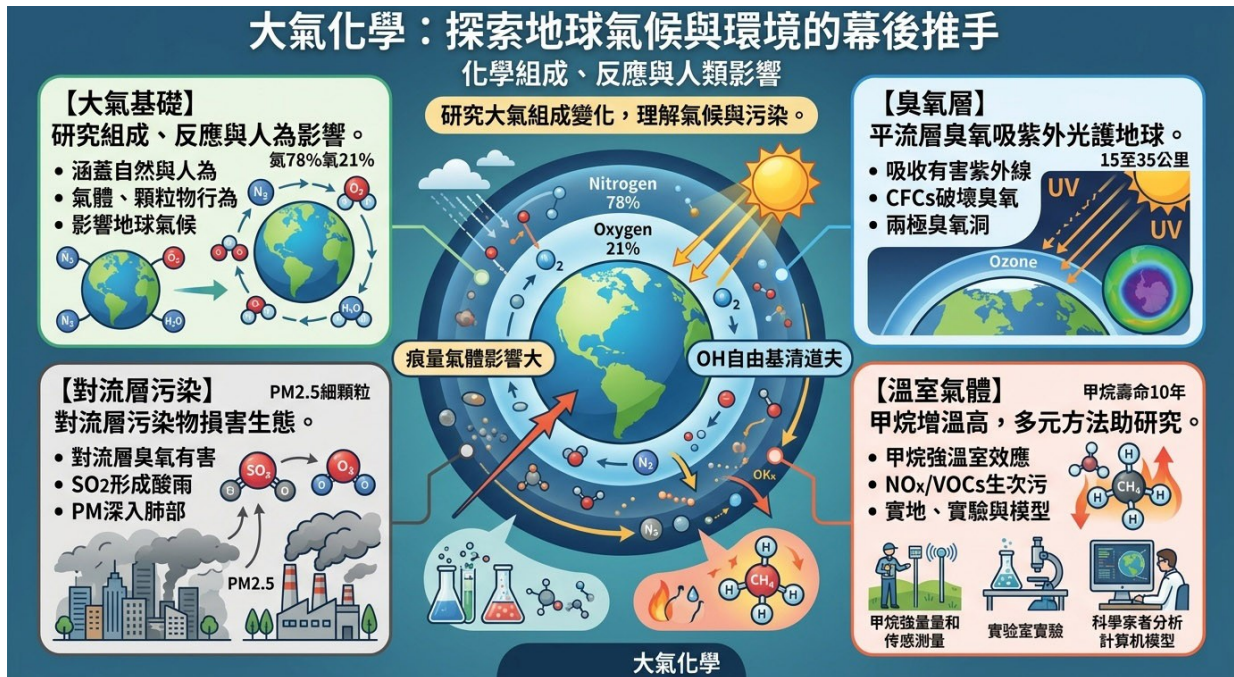 大氣化學：探索地球氣候與環境的幕後推手
化學組成、反應與人類影響
研究大氣組成變化，理解氣候與污染。
【大氣基礎】
研究組成、反應與人為影響。
氮78%氧21%
• 涵蓋自然與人為
• 氣體、顆粒物行為
• 影響地球氣候
N₃
O₂
N₁
H₂O
【臭氧層】
平流層臭氧吸紫外光護地球。
15至35公里
• 吸收有害紫外線
• CFCs破壞臭氧
• 兩極臭氧洞
UV
UV
Ozone
Nitrogen
78%
Oxygen
21%
2
2
痕量氣體影響大
OH自由基清道夫
N₂
N₅
OKₓ
【對流層污染】
PM2.5細顆粒
對流層污染物損害生態。
• 對流層臭氧有害
• SO2形成酸雨
• PM深入肺部
PM2.5
【溫室氣體】
甲烷壽命10年
甲烷增溫高，多元方法助研究。
• 甲烷強溫室效應
• NOx/VOCs生次污
• 實地、實驗與模型
H
H
CH₄
H
H
甲烷強量量和
传感測量
實验室實驗
科學家者分析
計算机模型
H
H
CH₄
H
H
大氣化學